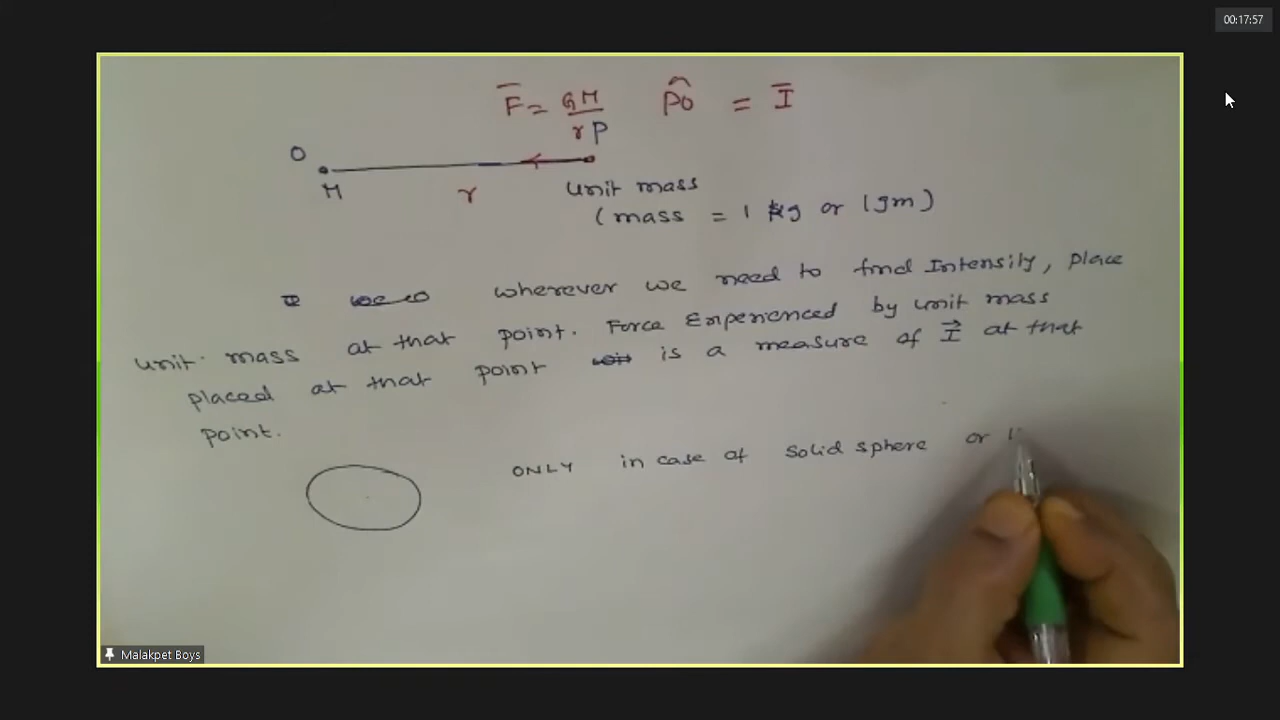 00:17:57
F̅ = GM/r P̂O = I̅
P
O
M r unit mass
(mass = 1 kg or 1gm)
wherever we need to find Intensity, place
unit mass at that point. Force Experienced by unit mass
placed at that point is a measure of I⃗ at that
point.
ONLY in case of solid sphere or
Malakpet Boys